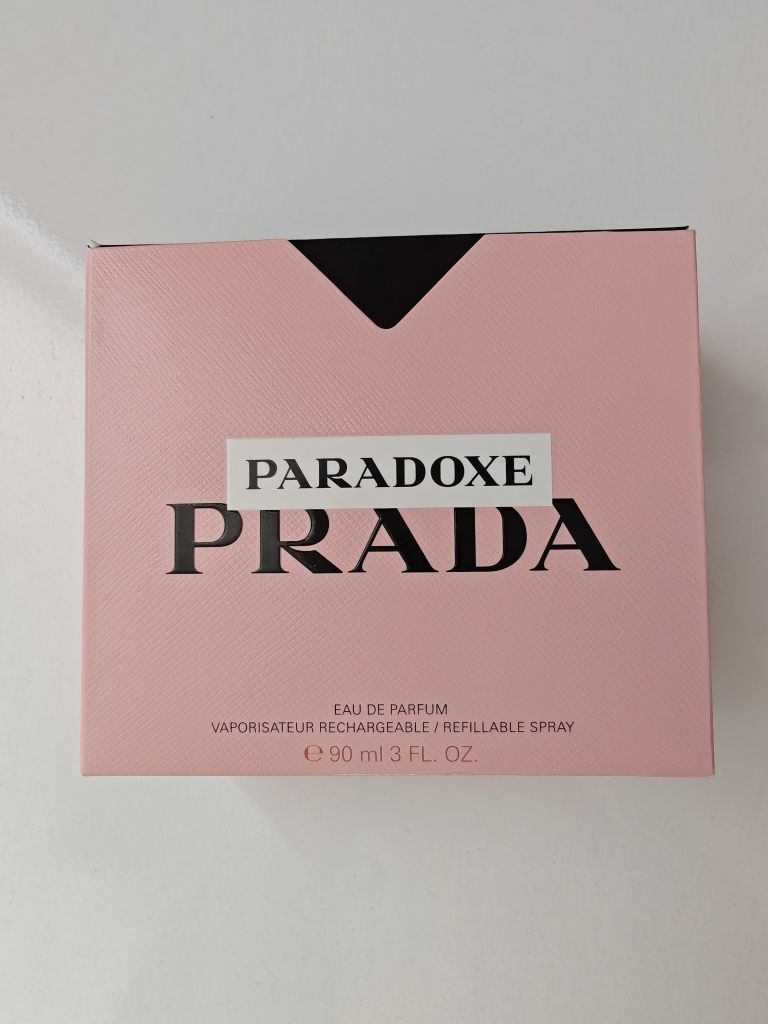 PARADOXE
PRADA
EAU DE PARFUM
VAPORISATEUR RECHARGEABLE / REFILLABLE SPRAY
℮ 90 ml 3 FL. OZ.